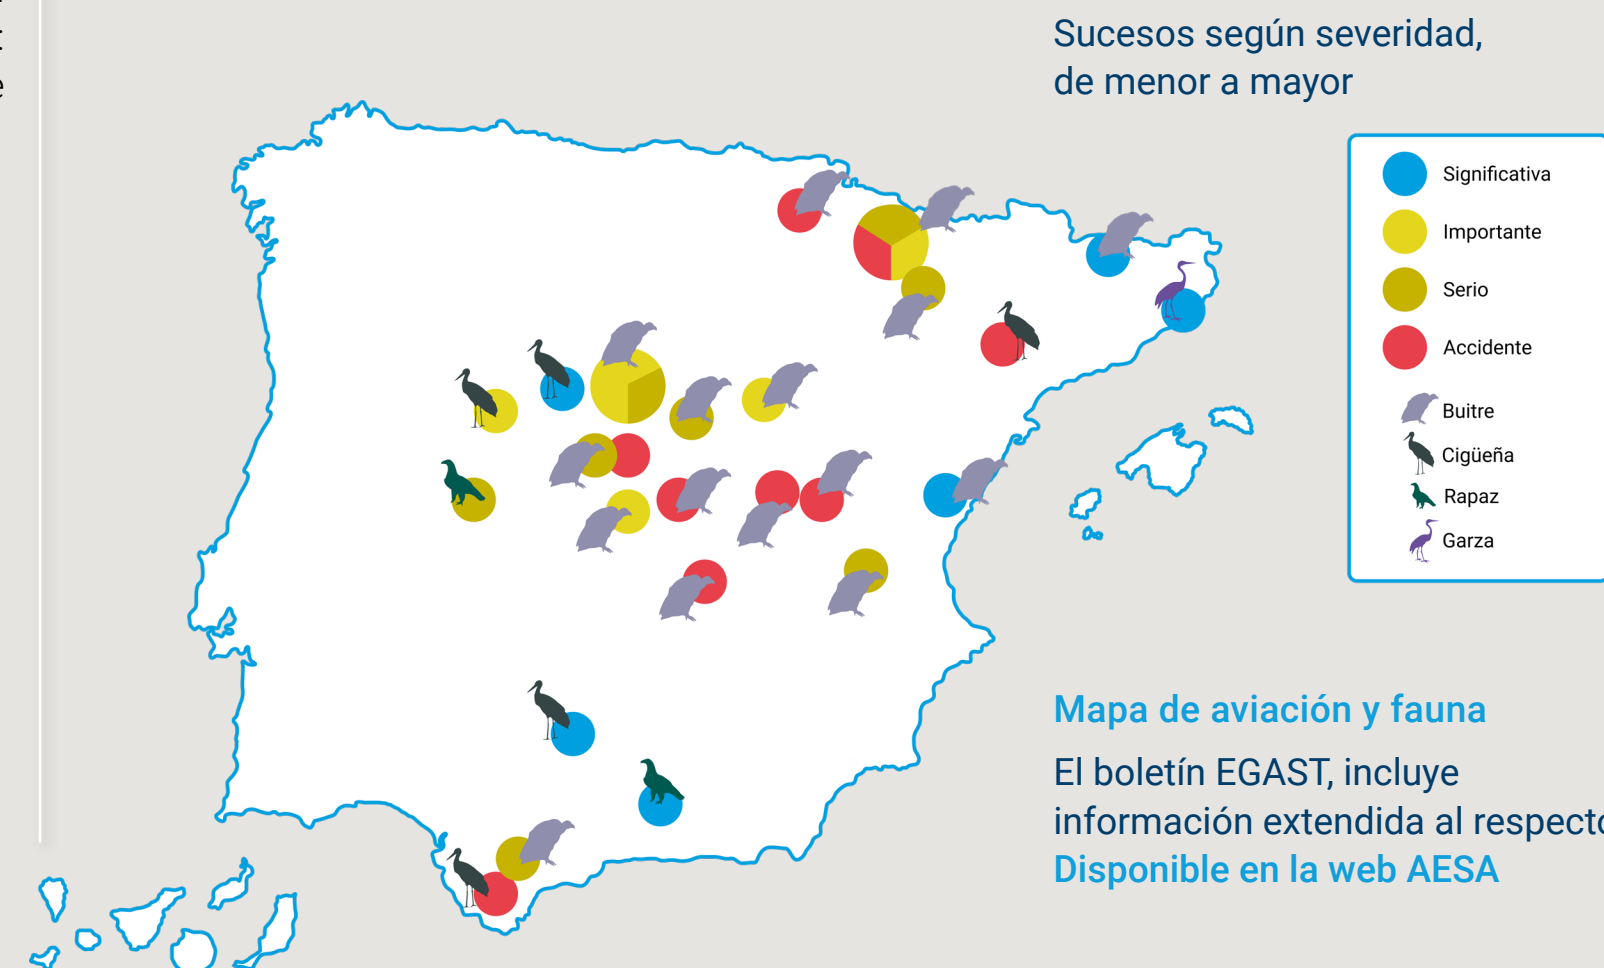 Sucesos según severidad,
de menor a mayor
Significativa
Importante
Serio
Accidente
Buitre
Cigüeña
Rapaz
Garza
Mapa de aviación y fauna
El boletín EGAST, incluye
información extendida al respecto
Disponible en la web AESA